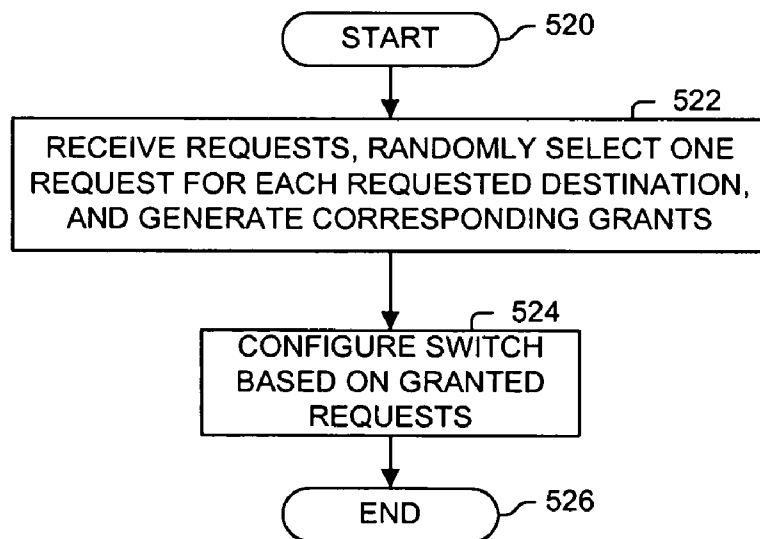 START
520
522
RECEIVE REQUESTS, RANDOMLY SELECT ONE
REQUEST FOR EACH REQUESTED DESTINATION,
AND GENERATE CORRESPONDING GRANTS
524
CONFIGURE SWITCH
BASED ON GRANTED
REQUESTS
END
526